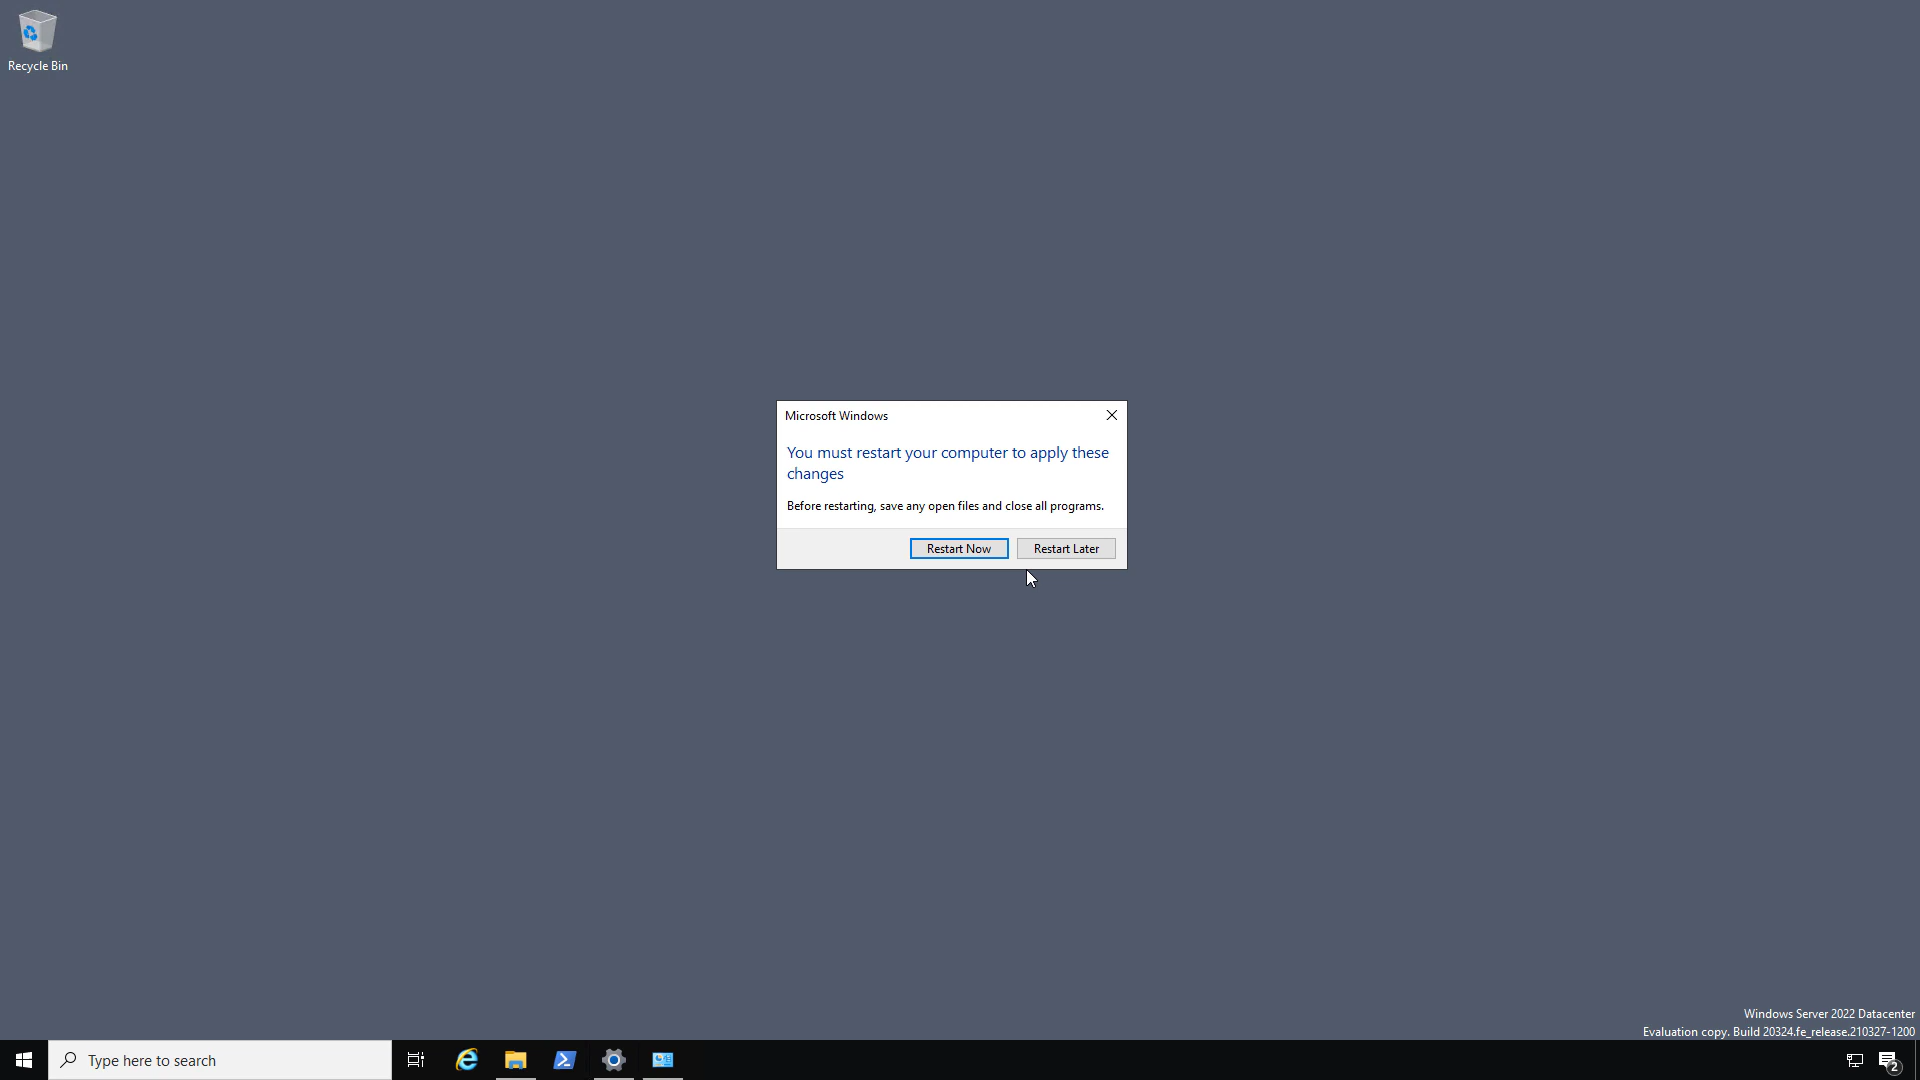 Recycle Bin
Microsoft Windows
You must restart your computer to apply these
changes
Before restarting, save any open files and close all programs.
Restart Now
Restart Later
Windows Server 2022 Datacenter
Evaluation copy. Build 20324.fe_release.210327-1200
Type here to search
2